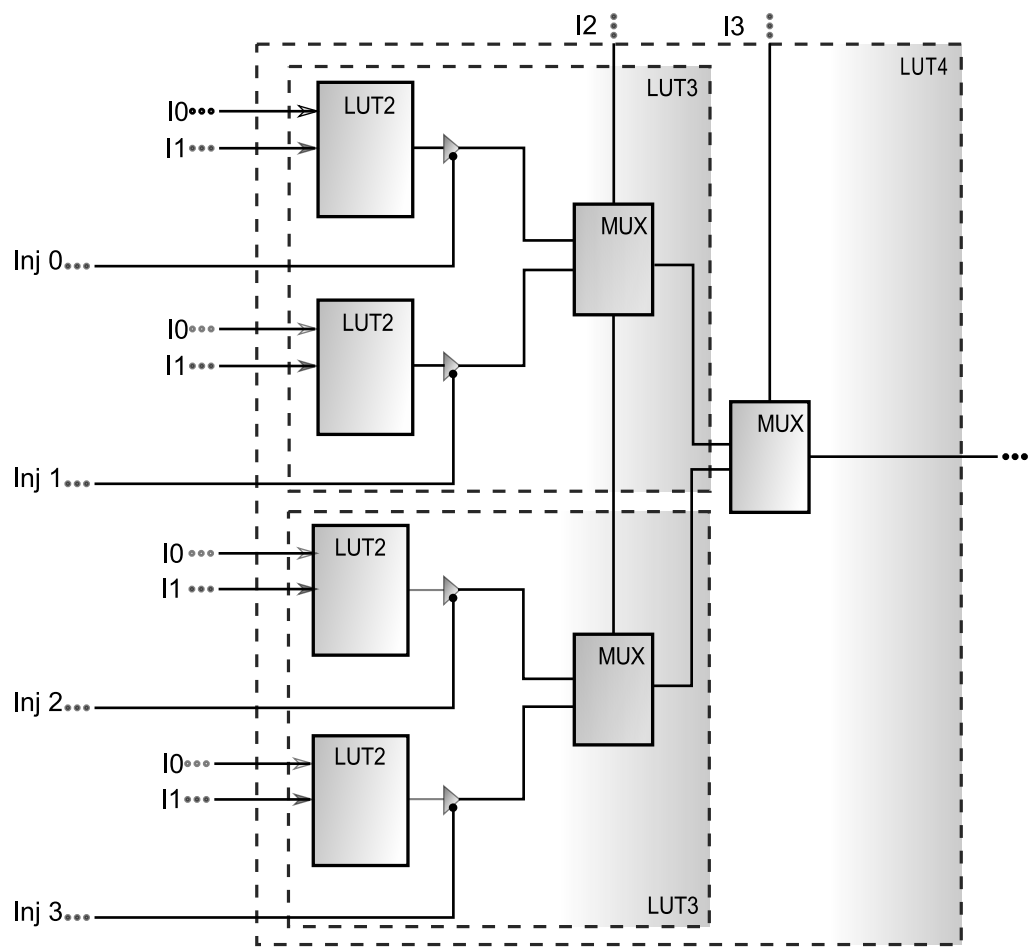 I2
I3
LUT4
LUT3
LUT2
I0
I1
MUX
Inj 0
LUT2
I0
I1
MUX
Inj 1
LUT2
I0
I1
MUX
Inj 2
LUT2
I0
I1
LUT3
Inj 3